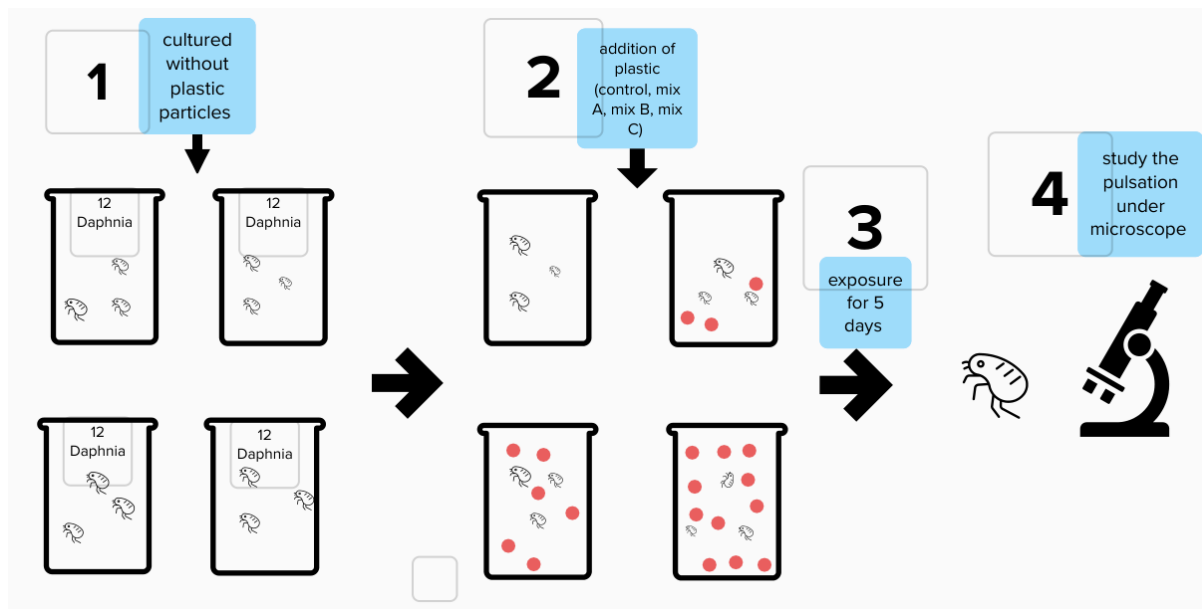 1
cultured
without
plastic
particles
2
addition of
plastic
(control, mix
A, mix B, mix
C)
3
exposure
for 5
days
4
study the
pulsation
under
microscope
12
Daphnia
12
Daphnia
12
Daphnia
12
Daphnia